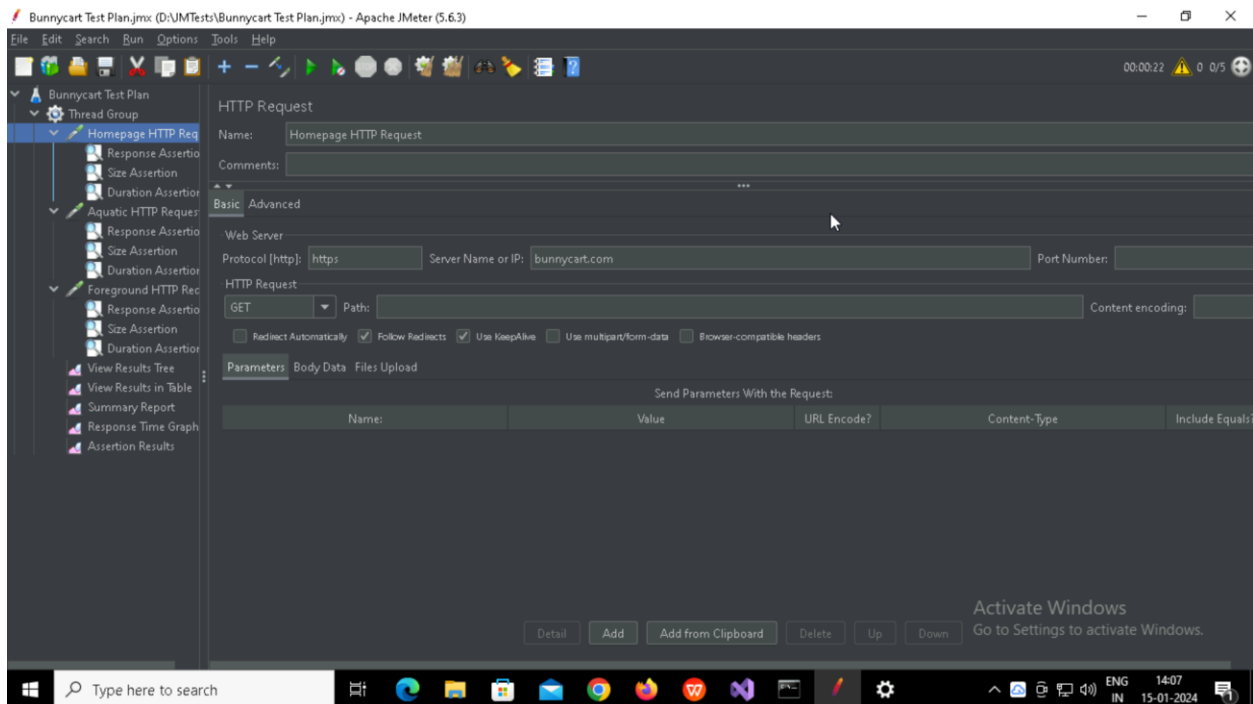 Bunnycart Test Plan.jmx (D:\JMTests\Bunnycart Test Plan.jmx) - Apache JMeter (5.6.3)
File Edit Search Run Options Tools Help
00:00:22 0 0/5
Bunnycart Test Plan
Thread Group
Homepage HTTP Req
Response Assertio
Size Assertion
Duration Assertion
Aquatic HTTP Reques
Response Assertio
Size Assertion
Duration Assertion
Foreground HTTP Rec
Response Assertio
Size Assertion
Duration Assertion
View Results Tree
View Results in Table
Summary Report
Response Time Graph
Assertion Results
HTTP Request
Name: Homepage HTTP Request
Comments:
Basic Advanced
Web Server
Protocol [http]: https Server Name or IP: bunnycart.com Port Number:
HTTP Request
GET Path: Content encoding:
Redirect Automatically Follow Redirects Use KeepAlive Use multipart/form-data Browser-compatible headers
Parameters Body Data Files Upload
Send Parameters With the Request:
Name: Value URL Encode? Content-Type Include Equals?
Detail Add Add from Clipboard Delete Up Down
Activate Windows
Go to Settings to activate Windows.
Type here to search
ENG
IN
14:07
15-01-2024
1